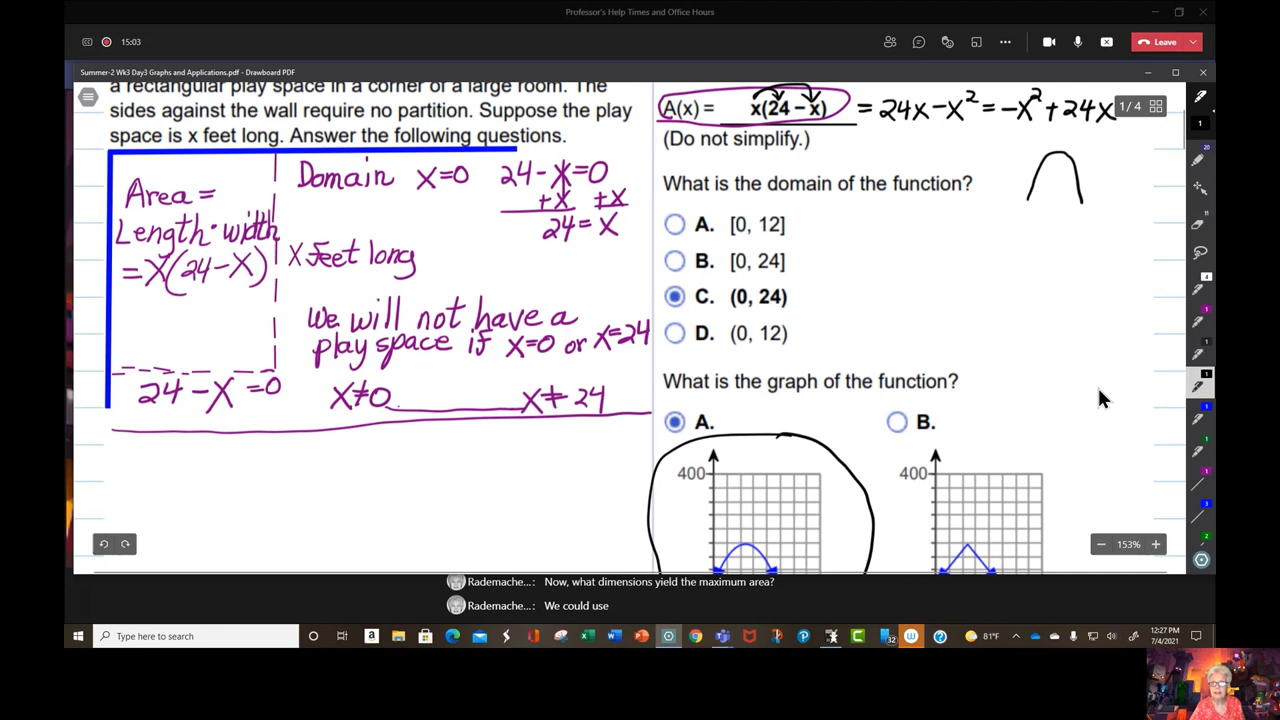 Professor's Help Times and Office Hours
15:03
Leave
Summer-2 Wk3 Day3 Graphs and Applications.pdf - Drawboard PDF
a rectangular play space in a corner of a large room. The
sides against the wall require no partition. Suppose the play
space is x feet long. Answer the following questions.
Area =
Length · width
= X(24-X)
24-X =0
Domain X=0
24-X=0
+X +X
24=X
X feet long
We will not have a
play space if X=0 or X=24
X≠0 X≠24
A(x) = x(24 − x) = 24X-X² = -X²+24X
1/4
(Do not simplify.)
What is the domain of the function?
A. [0, 12]
B. [0, 24]
C. (0, 24)
D. (0, 12)
What is the graph of the function?
A.
B.
400
400
153%
Rademache...: Now, what dimensions yield the maximum area?
Rademache...: We could use
Type here to search
81°F
12:27 PM
7/4/2021